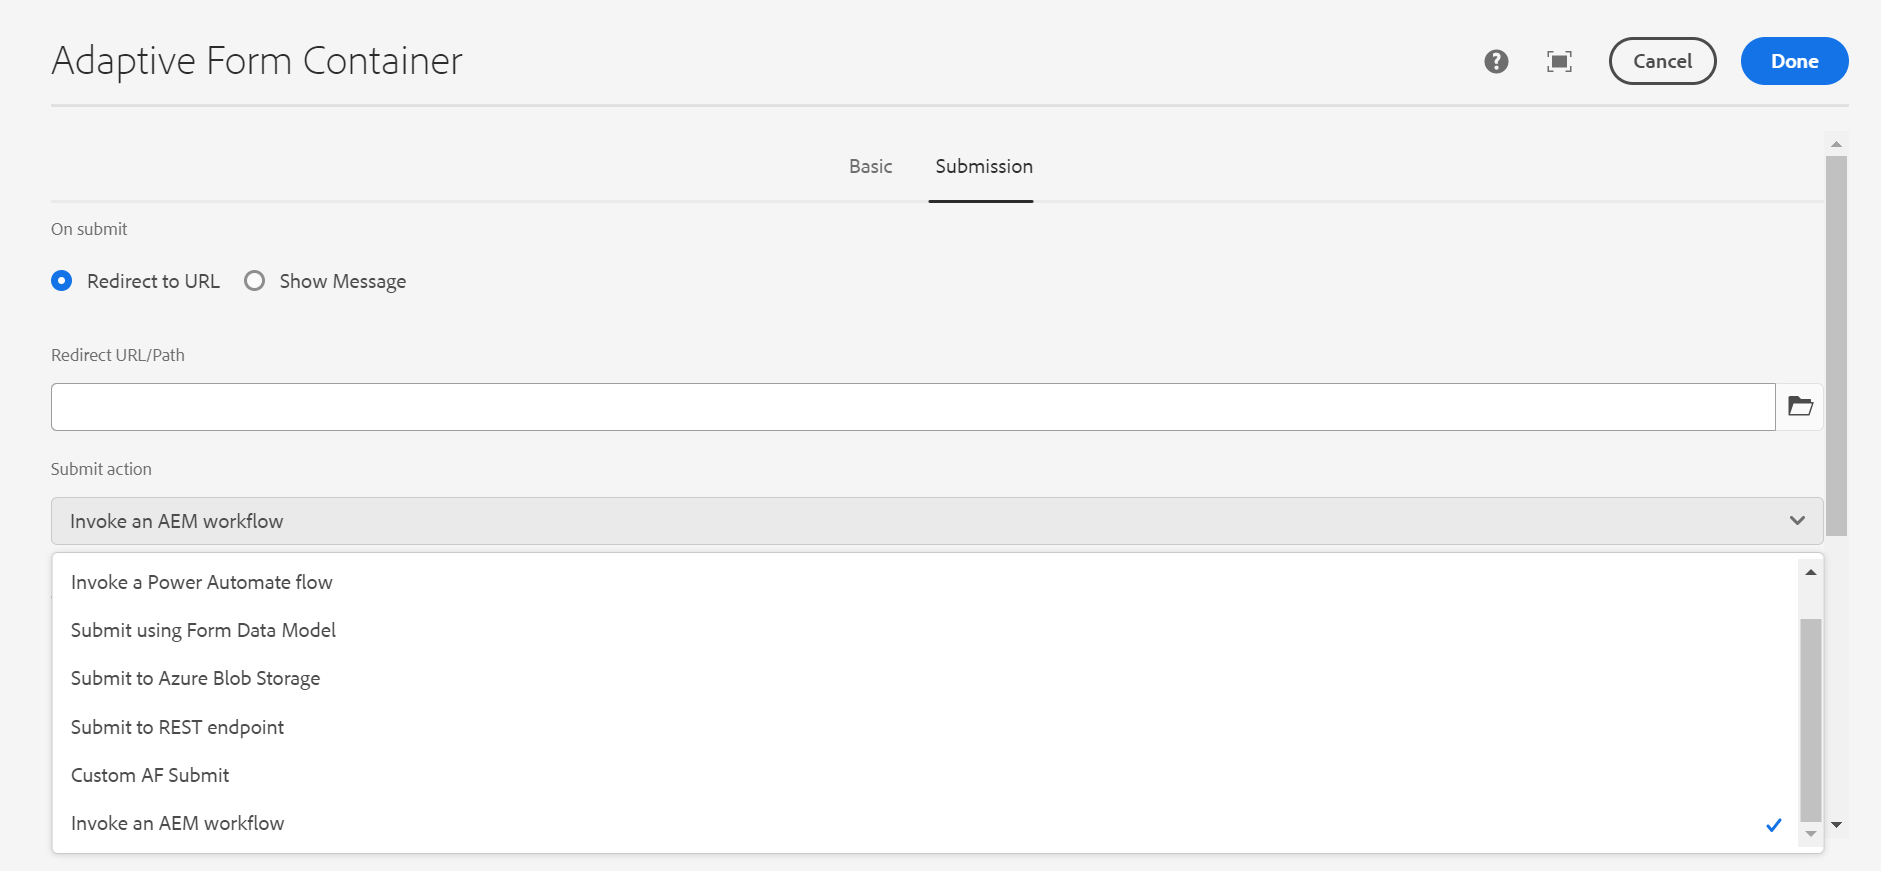 Adaptive Form Container
Cancel
Done
Basic
Submission
On submit
Redirect to URL
Show Message
Redirect URL/Path
Submit action
Invoke an AEM workflow
Invoke a Power Automate flow
Submit using Form Data Model
Submit to Azure Blob Storage
Submit to REST endpoint
Custom AF Submit
Invoke an AEM workflow